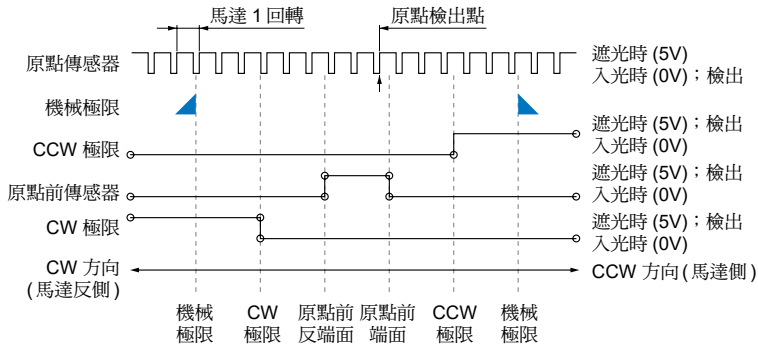 馬達 1 回轉
原點檢出點
原點傳感器
遮光時 (5V)
入光時 (0V)；檢出
機械極限
CCW 極限
遮光時 (5V)；檢出
入光時 (0V)
原點前傳感器
遮光時 (5V)；檢出
入光時 (0V)
CW 極限
遮光時 (5V)；檢出
入光時 (0V)
CW 方向
(馬達反側)
CCW 方向(馬達側)
機械
極限
CW
極限
原點前
反端面
原點前
端面
CCW
極限
機械
極限